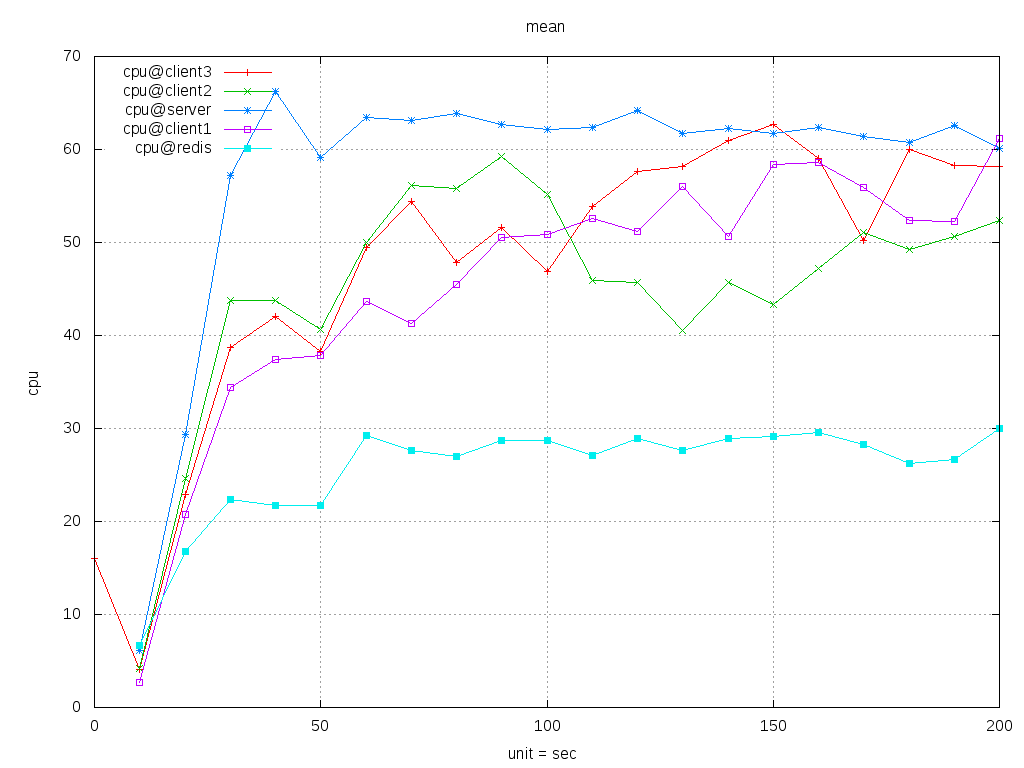 mean
70
60
50
40
30
20
10
0
cpu@client3
cpu@client2
cpu@server
cpu@client1
cpu@redis
cpu
0 50 100 150 200
unit = sec